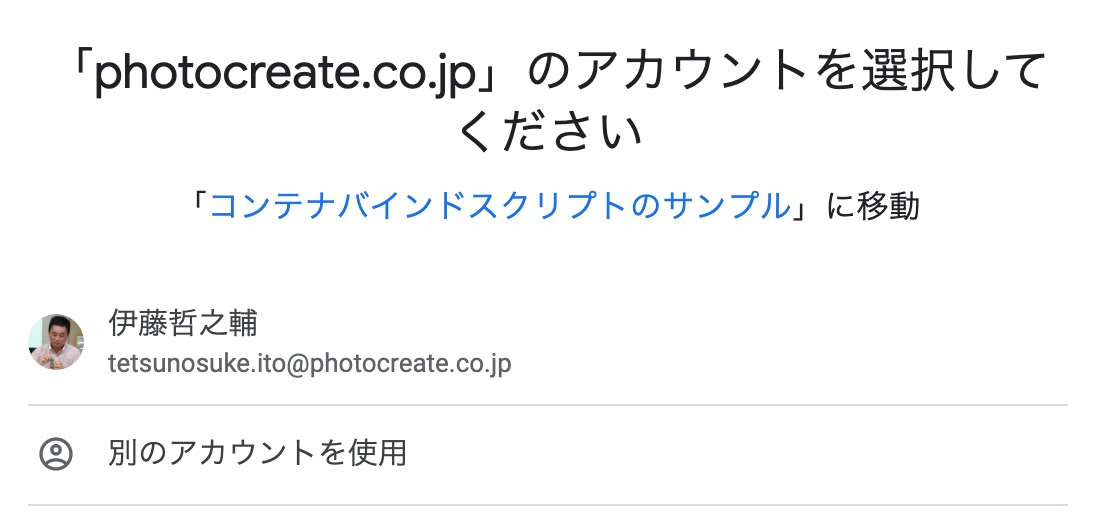 「photocreate.co.jp」のアカウントを選択して
ください
「コンテナバインドスクリプトのサンプル」に移動
伊藤哲之輔
tetsunosuke.ito@photocreate.co.jp
別のアカウントを使用